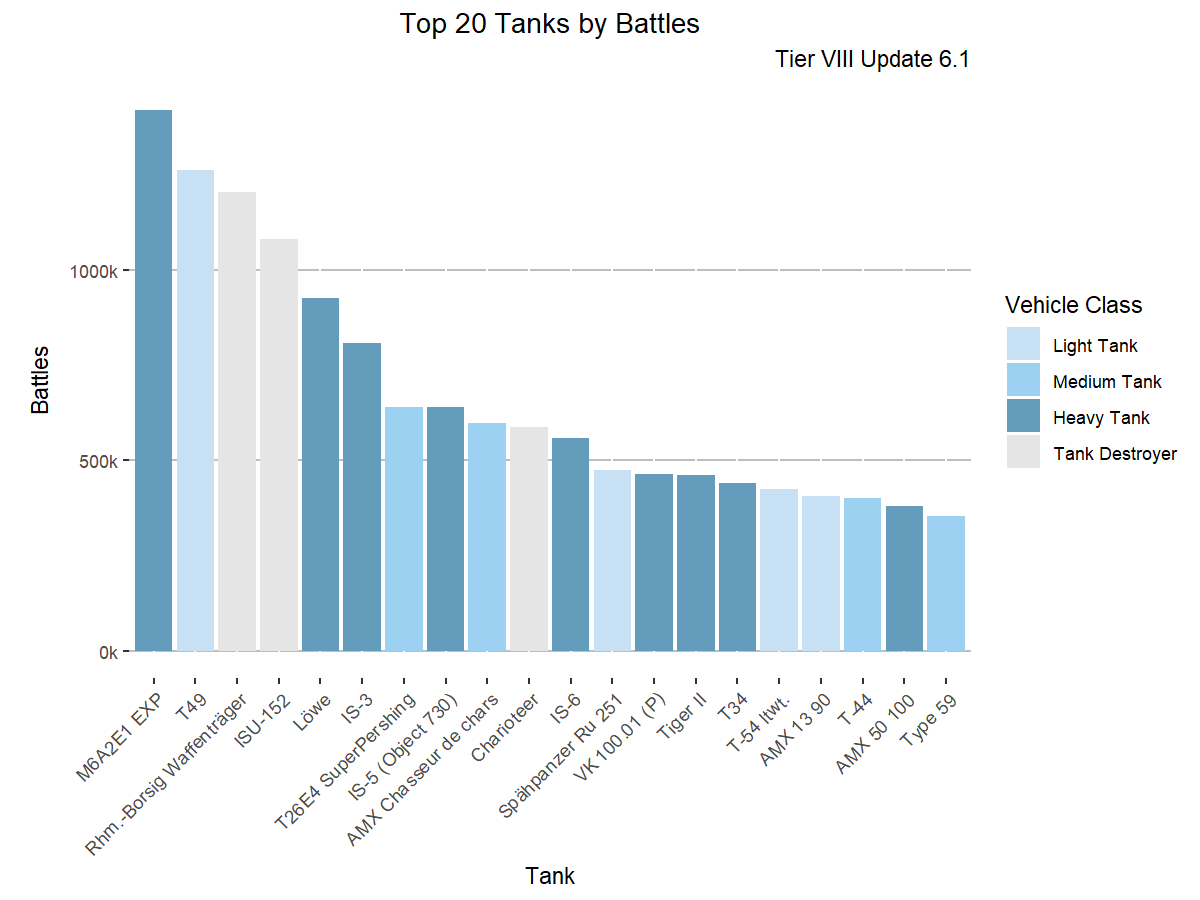 Top 20 Tanks by Battles
Tier VIII Update 6.1
Battles
1000k
500k
0k
M6A2E1 EXP
T49
Rhm.-Borsig Waffenträger
ISU-152
Löwe
IS-3
T26E4 SuperPershing
IS-5 (Object 730)
AMX Chasseur de chars
Charioteer
IS-6
Spähpanzer Ru 251
VK 100.01 (P)
Tiger II
T34
T-54 ltwt.
AMX 13 90
T-44
AMX 50 100
Type 59
Tank
Vehicle Class
Light Tank
Medium Tank
Heavy Tank
Tank Destroyer